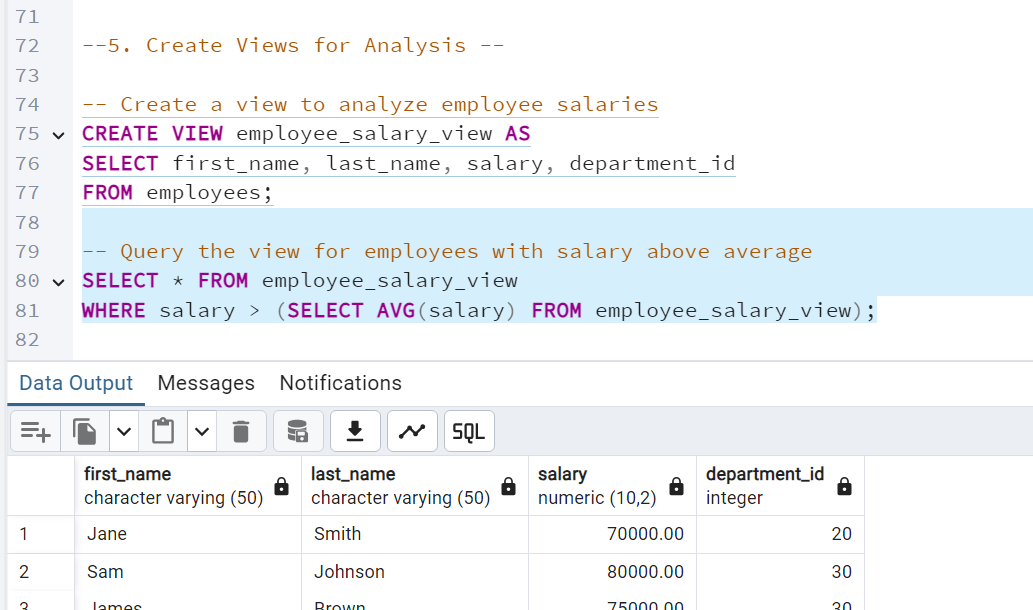 71
72 --5. Create Views for Analysis --
73
74 -- Create a view to analyze employee salaries
75 CREATE VIEW employee_salary_view AS
76 SELECT first_name, last_name, salary, department_id
77 FROM employees;
78
79 -- Query the view for employees with salary above average
80 SELECT * FROM employee_salary_view
81 WHERE salary > (SELECT AVG(salary) FROM employee_salary_view);
82
Data Output Messages Notifications
SQL
first_name last_name salary department_id
character varying (50) character varying (50) numeric (10,2) integer
1 Jane Smith 70000.00 20
2 Sam Johnson 80000.00 30
3 James Brown 75000.00 30